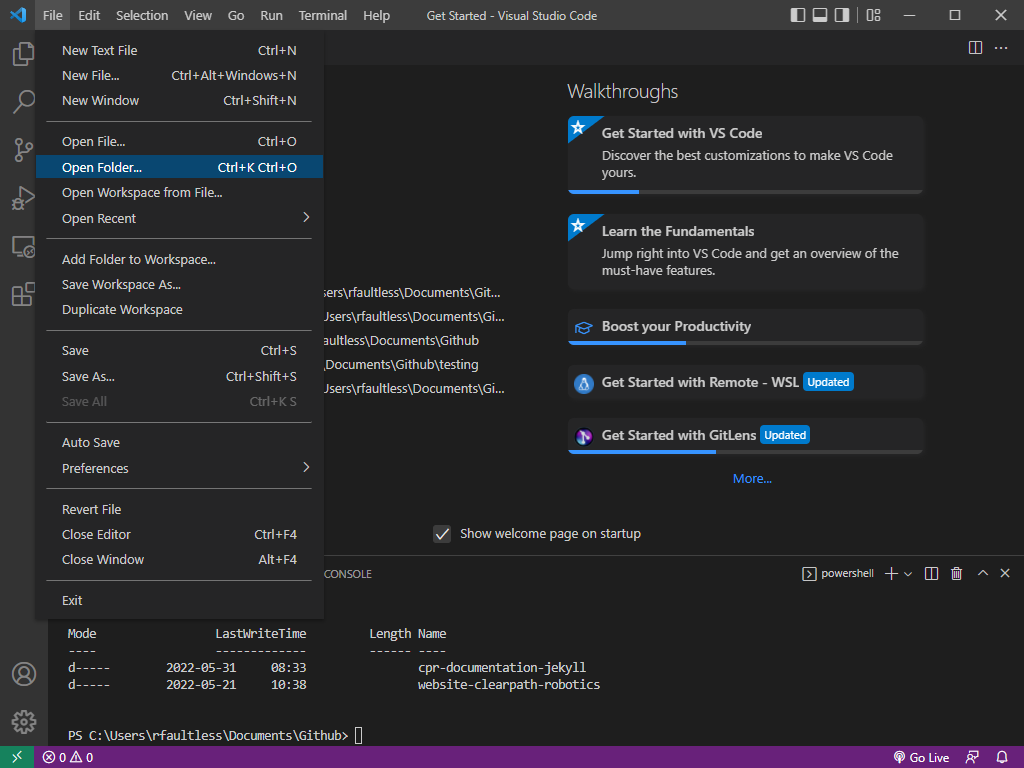 File Edit Selection View Go Run Terminal Help Get Started - Visual Studio Code
New Text File Ctrl+N
New File... Ctrl+Alt+Windows+N
New Window Ctrl+Shift+N
Open File... Ctrl+O
Open Folder... Ctrl+K Ctrl+O
Open Workspace from File...
Open Recent
Add Folder to Workspace...
Save Workspace As...
Duplicate Workspace
Save Ctrl+S
Save As... Ctrl+Shift+S
Save All Ctrl+K S
Auto Save
Preferences
Revert File
Close Editor Ctrl+F4
Close Window Alt+F4
Exit
sers\rfaultless\Documents\Git...
Users\rfaultless\Documents\Gi...
aultless\Documents\Github
\Documents\Github\testing
Users\rfaultless\Documents\Gi...
Walkthroughs
Get Started with VS Code
Discover the best customizations to make VS Code
yours.
Learn the Fundamentals
Jump right into VS Code and get an overview of the
must-have features.
Boost your Productivity
Get Started with Remote - WSL Updated
Get Started with GitLens Updated
More...
Show welcome page on startup
CONSOLE
powershell
Mode LastWriteTime Length Name
---- ------------- ------ ----
d----- 2022-05-31 08:33 cpr-documentation-jekyll
d----- 2022-05-21 10:38 website-clearpath-robotics
PS C:\Users\rfaultless\Documents\Github>
0 0 Go Live